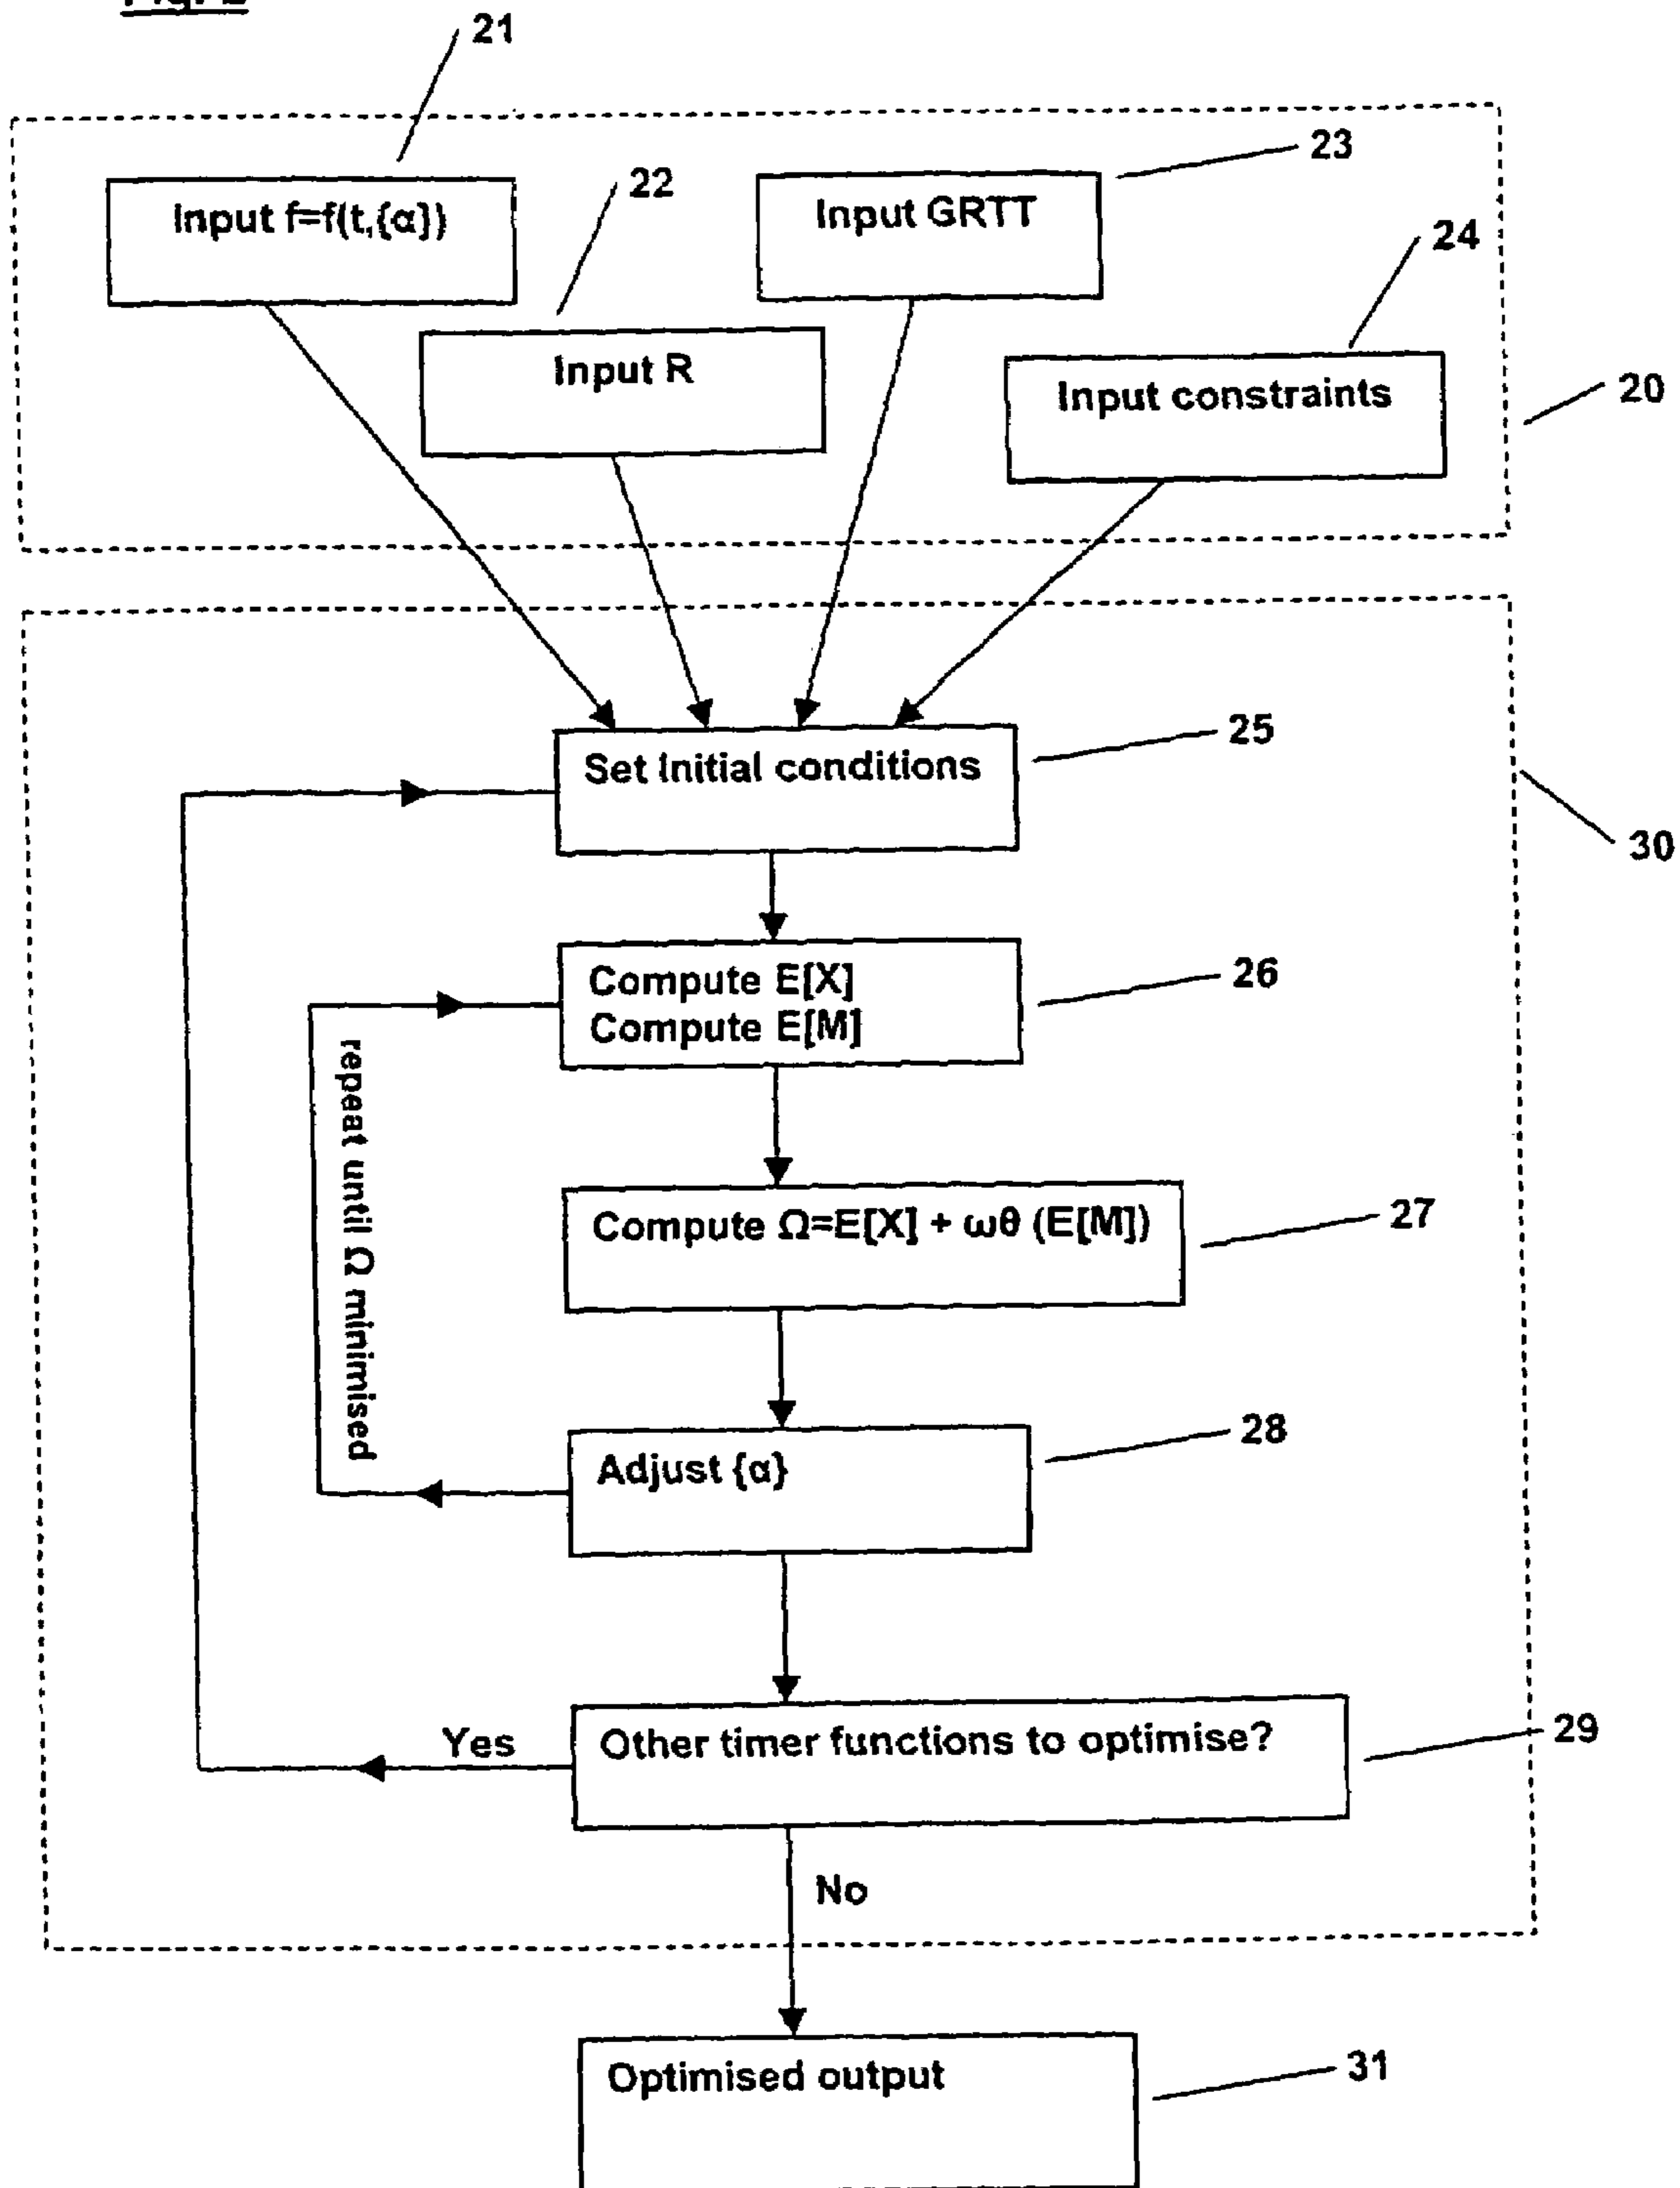 21
23
Input f=f(t,{α})
22
Input GRTT
24
Input R
Input constraints
20
Set Initial conditions
25
30
Compute E[X]
Compute E[M]
26
repeat until Ω minimised
Compute Ω=E[X] + ωθ (E[M])
27
Adjust {α}
28
Yes
Other timer functions to optimise?
29
No
Optimised output
31